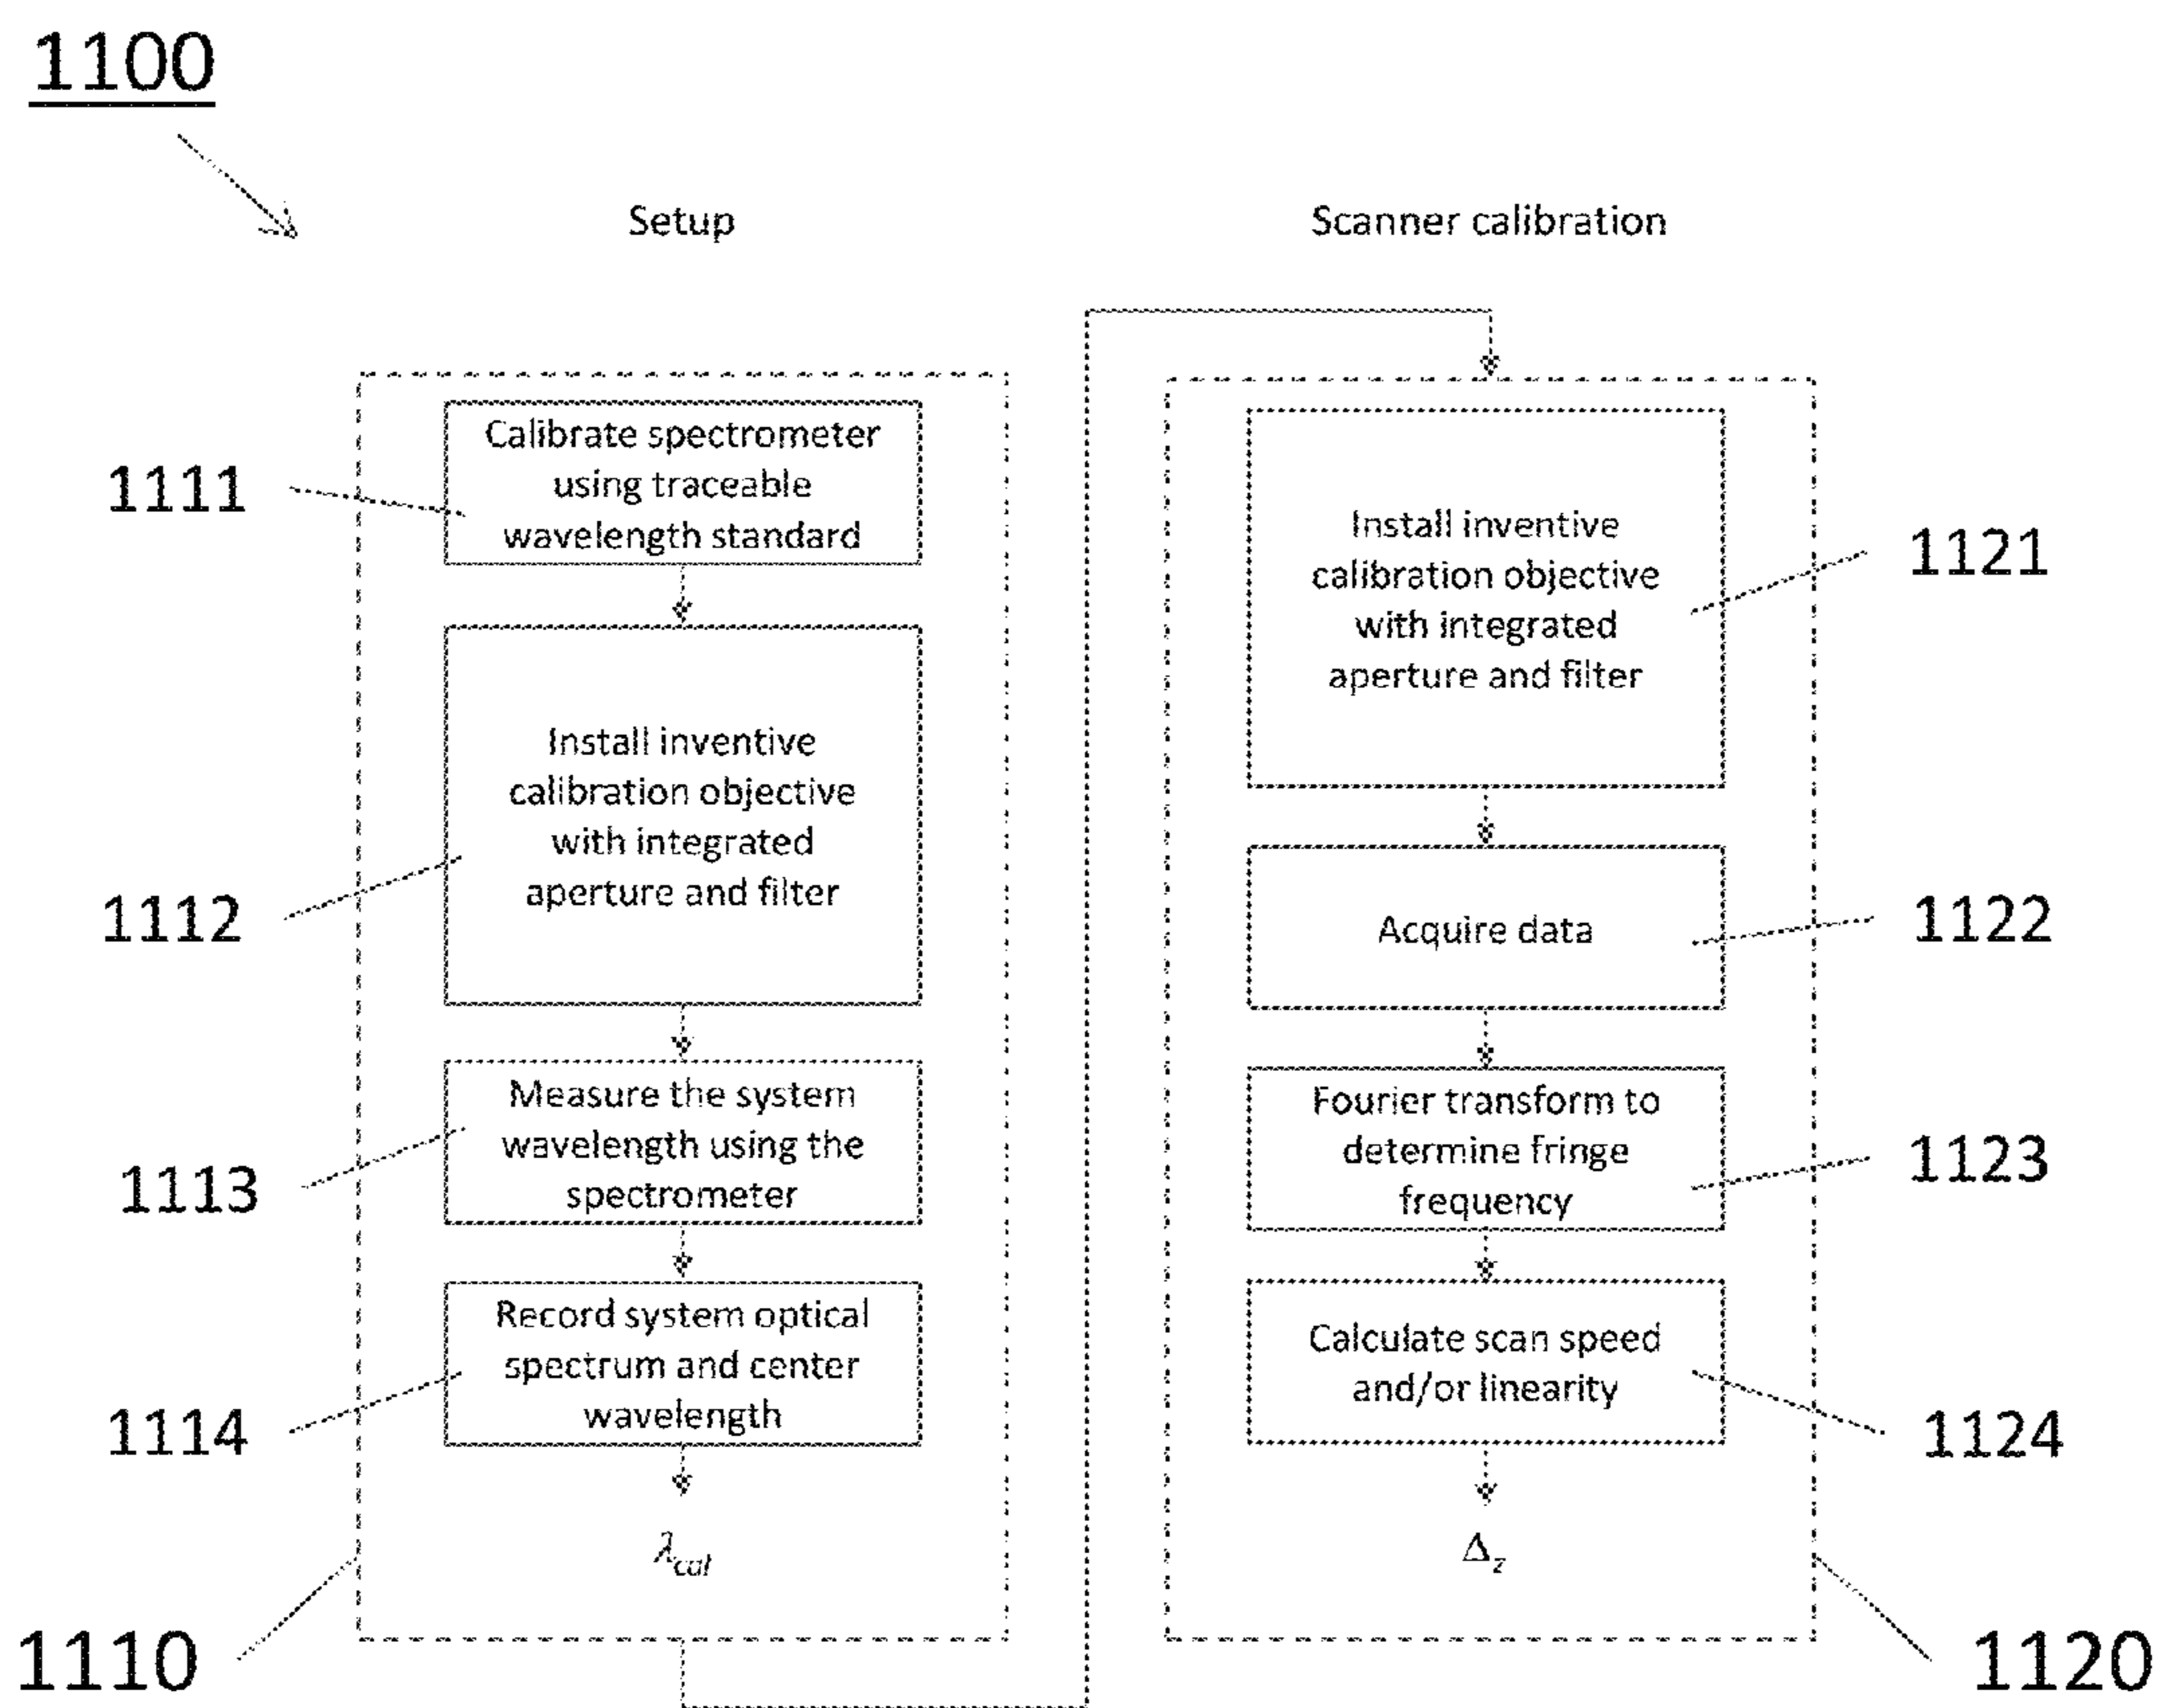 1100
Setup
Calibrate spectrometer
using traceable
wavelength standard
1111
Install inventive
calibration objective
with integrated
aperture and filter
1112
Measure the system
wavelength using the
spectrometer
1113
Record system optical
spectrum and center
wavelength
1114
λcal
1110
Scanner calibration
Install inventive
calibration objective
with integrated
aperture and filter
1121
Acquire data
1122
Fourier transform to
determine fringe
frequency
1123
Calculate scan speed
and/or linearity
1124
Δz
1120